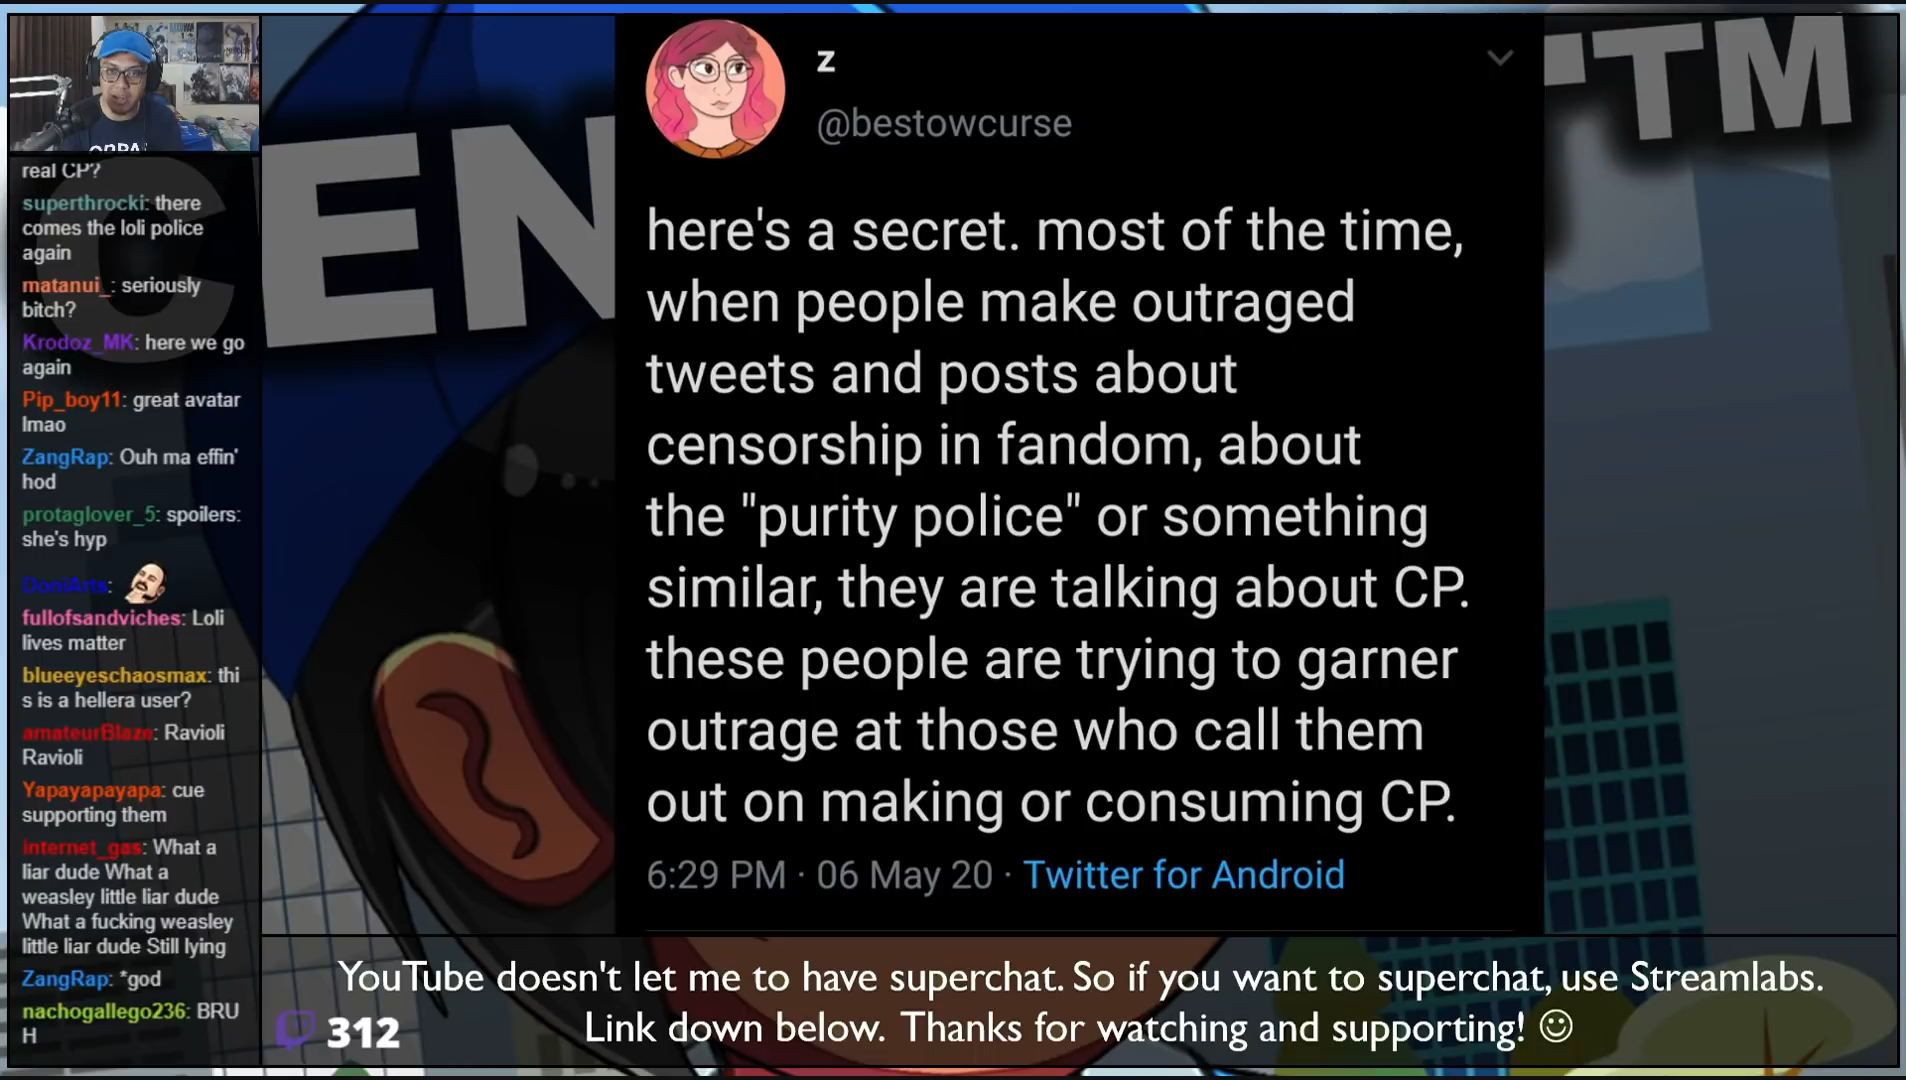 real CP?
superthrocki: there
comes the loli police
again
matanui_: seriously
bitch?
Krodoz_MK: here we go
again
Pip_boy11: great avatar
lmao
ZangRap: Ouh ma effin'
hod
protaglover_5: spoilers:
she's hyp
DoniArts:
fullofsandviches: Loli
lives matter
blueeyeschaosmax: thi
s is a hellera user?
amateurBlaze: Ravioli
Ravioli
Yapayapayapa: cue
supporting them
internet_gas: What a
liar dude What a
weasley little liar dude
What a fucking weasley
little liar dude Still lying
ZangRap: *god
nachogallego236: BRU
H
CEN
TM
z
@bestowcurse
here's a secret. most of the time,
when people make outraged
tweets and posts about
censorship in fandom, about
the "purity police" or something
similar, they are talking about CP.
these people are trying to garner
outrage at those who call them
out on making or consuming CP.
6:29 PM · 06 May 20 · Twitter for Android
YouTube doesn't let me to have superchat. So if you want to superchat, use Streamlabs.
Link down below. Thanks for watching and supporting! ☺
312